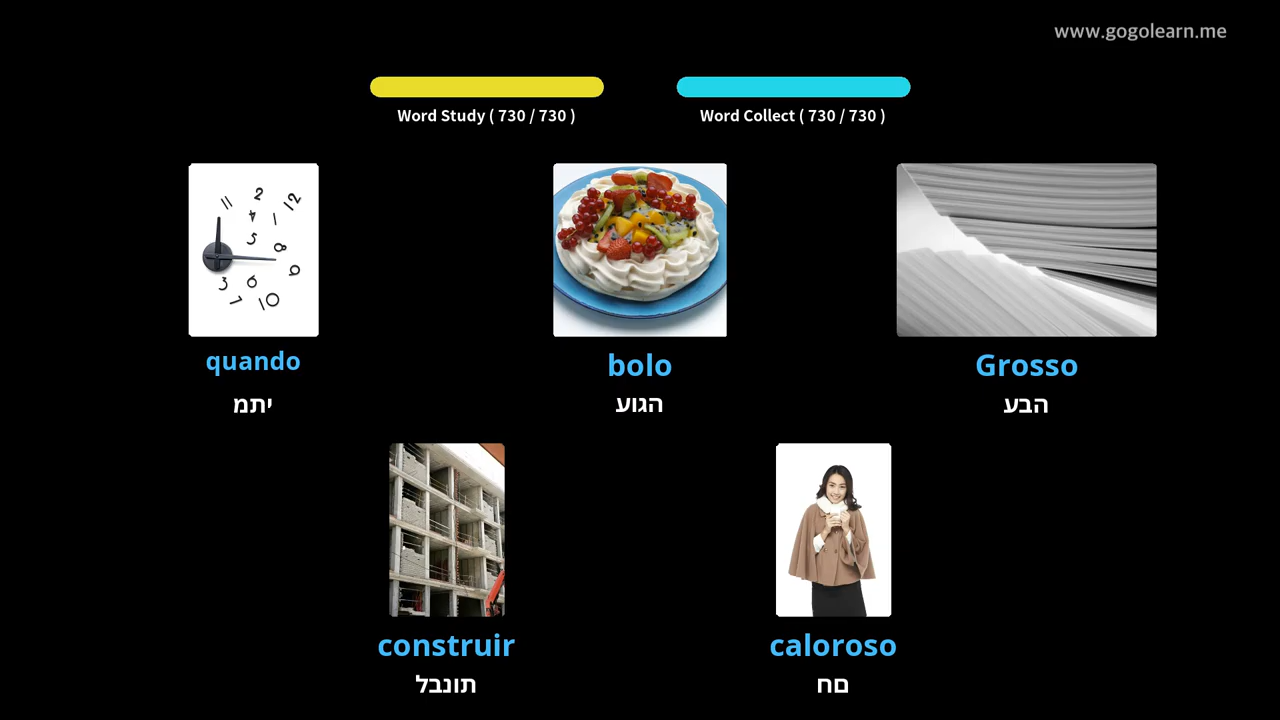 www.gogolearn.me
Word Study ( 730 / 730 )
Word Collect ( 730 / 730 )
quando
יתמ
bolo
הגוע
Grosso
הבע
construir
תונבל
caloroso
םח